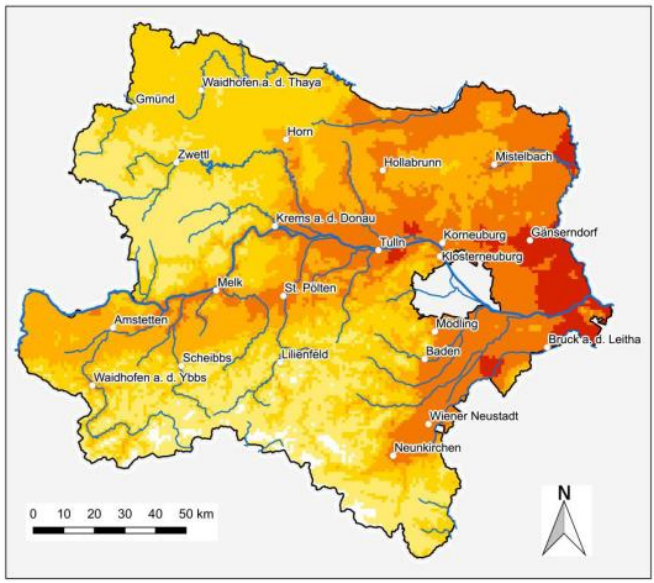 Waidhofen a. d. Thaya
Gmünd
Horn
Zwettl
Hollabrunn
Mistelbach
Krems a. d. Donau
Korneuburg
Gänserndorf
Tulln
Klosterneuburg
Melk
St. Pölten
Amstetten
Mödling
Bruck a. d. Leitha
Scheibbs
Lilienfeld
Baden
Waidhofen a. d. Ybbs
Wiener Neustadt
Neunkirchen
N
0 10 20 30 40 50 km